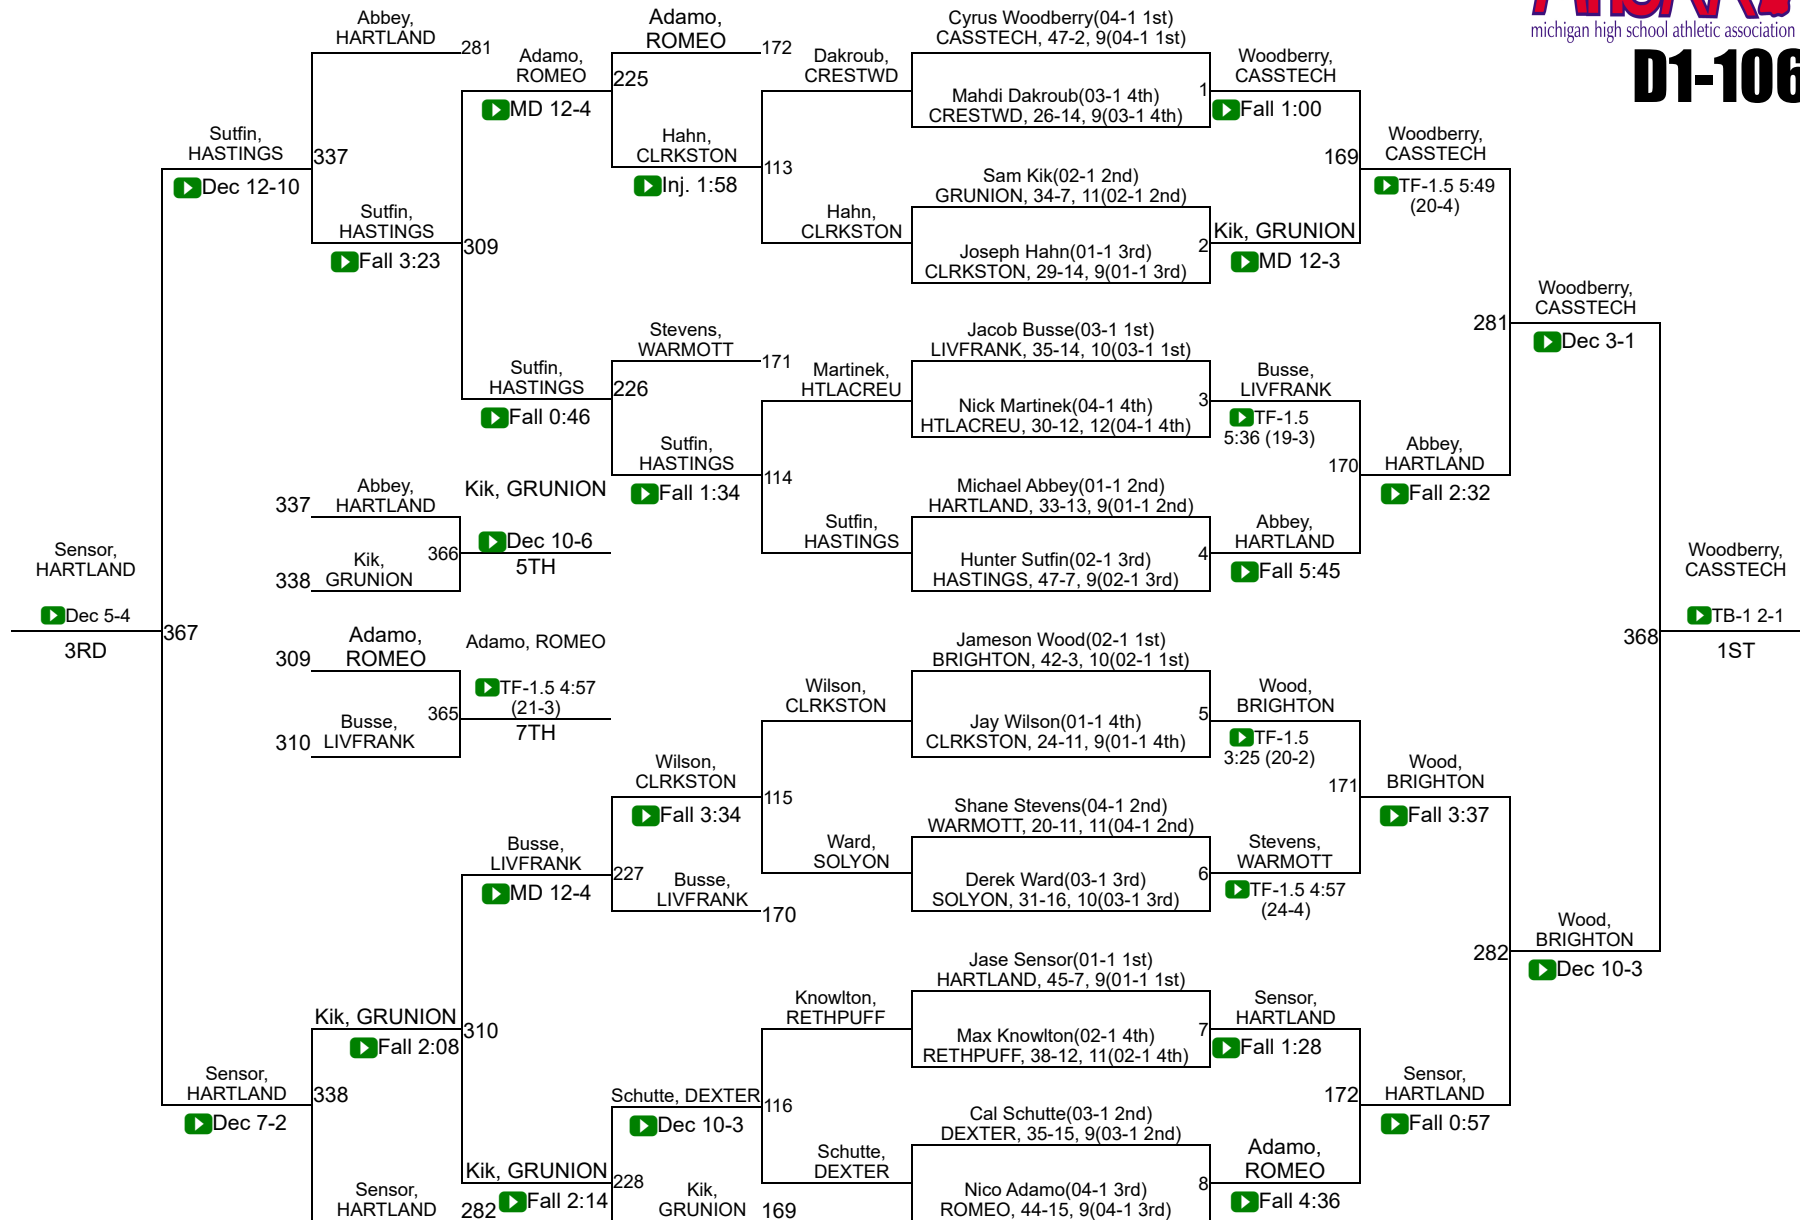 michigan high school athletic association
D1-106
Abbey,
HARTLAND
281
Sutfin,
HASTINGS
Dec 12-10
337
Sutfin,
HASTINGS
Fall 3:23
Adamo,
ROMEO
MD 12-4
309
Sutfin,
HASTINGS
Fall 0:46
Adamo,
ROMEO
172
225
Hahn,
CLRKSTON
Inj. 1:58
113
Stevens,
WARMOTT
171
226
Sutfin,
HASTINGS
Fall 1:34
114
Dakroub,
CRESTWD
Hahn,
CLRKSTON
Martinek,
HTLACREU
Sutfin,
HASTINGS
Cyrus Woodberry(04-1 1st)
CASSTECH, 47-2, 9(04-1 1st)
1
Mahdi Dakroub(03-1 4th)
CRESTWD, 26-14, 9(03-1 4th)
Sam Kik(02-1 2nd)
GRUNION, 34-7, 11(02-1 2nd)
2
Joseph Hahn(01-1 3rd)
CLRKSTON, 29-14, 9(01-1 3rd)
Jacob Busse(03-1 1st)
LIVFRANK, 35-14, 10(03-1 1st)
3
Nick Martinek(04-1 4th)
HTLACREU, 30-12, 12(04-1 4th)
Michael Abbey(01-1 2nd)
HARTLAND, 33-13, 9(01-1 2nd)
4
Hunter Sutfin(02-1 3rd)
HASTINGS, 47-7, 9(02-1 3rd)
Woodberry,
CASSTECH
Fall 1:00
169
Kik, GRUNION
MD 12-3
Busse,
LIVFRANK
TF-1.5
5:36 (19-3)
170
Abbey,
HARTLAND
Fall 5:45
Woodberry,
CASSTECH
TF-1.5 5:49
(20-4)
281
Abbey,
HARTLAND
Fall 2:32
Woodberry,
CASSTECH
Dec 3-1
337
Abbey,
HARTLAND
338
Kik,
GRUNION
366
Kik, GRUNION
Dec 10-6
5TH
309
Adamo,
ROMEO
310
Busse,
LIVFRANK
365
Adamo, ROMEO
TF-1.5 4:57
(21-3)
7TH
Sensor,
HARTLAND
Dec 5-4
3RD
367
Woodberry,
CASSTECH
TB-1 2-1
1ST
368
Jameson Wood(02-1 1st)
BRIGHTON, 42-3, 10(02-1 1st)
5
Jay Wilson(01-1 4th)
CLRKSTON, 24-11, 9(01-1 4th)
Shane Stevens(04-1 2nd)
WARMOTT, 20-11, 11(04-1 2nd)
6
Derek Ward(03-1 3rd)
SOLYON, 31-16, 10(03-1 3rd)
Jase Sensor(01-1 1st)
HARTLAND, 45-7, 9(01-1 1st)
7
Max Knowlton(02-1 4th)
RETHPUFF, 38-12, 11(02-1 4th)
Cal Schutte(03-1 2nd)
DEXTER, 35-15, 9(03-1 2nd)
8
Nico Adamo(04-1 3rd)
ROMEO, 44-15, 9(04-1 3rd)
Wilson,
CLRKSTON
Ward,
SOLYON
Knowlton,
RETHPUFF
Schutte,
DEXTER
Wilson,
CLRKSTON
Fall 3:34
115
227
Busse,
LIVFRANK
170
Schutte, DEXTER
Dec 10-3
116
228
Kik,
GRUNION
169
Busse,
LIVFRANK
MD 12-4
310
Kik, GRUNION
Fall 2:14
Kik, GRUNION
Fall 2:08
338
Sensor,
HARTLAND
282
Sensor,
HARTLAND
Dec 7-2
Wood,
BRIGHTON
TF-1.5
3:25 (20-2)
171
Stevens,
WARMOTT
TF-1.5 4:57
(24-4)
Sensor,
HARTLAND
Fall 1:28
172
Adamo,
ROMEO
Fall 4:36
Wood,
BRIGHTON
Fall 3:37
282
Sensor,
HARTLAND
Fall 0:57
Wood,
BRIGHTON
Dec 10-3